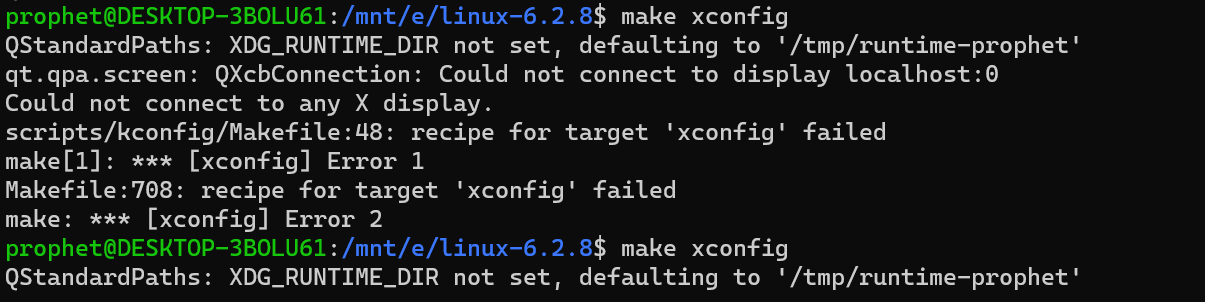 prophet@DESKTOP-3BOLU61:/mnt/e/linux-6.2.8$ make xconfig
QStandardPaths: XDG_RUNTIME_DIR not set, defaulting to '/tmp/runtime-prophet'
qt.qpa.screen: QXcbConnection: Could not connect to display localhost:0
Could not connect to any X display.
scripts/kconfig/Makefile:48: recipe for target 'xconfig' failed
make[1]: *** [xconfig] Error 1
Makefile:708: recipe for target 'xconfig' failed
make: *** [xconfig] Error 2
prophet@DESKTOP-3BOLU61:/mnt/e/linux-6.2.8$ make xconfig
QStandardPaths: XDG_RUNTIME_DIR not set, defaulting to '/tmp/runtime-prophet'